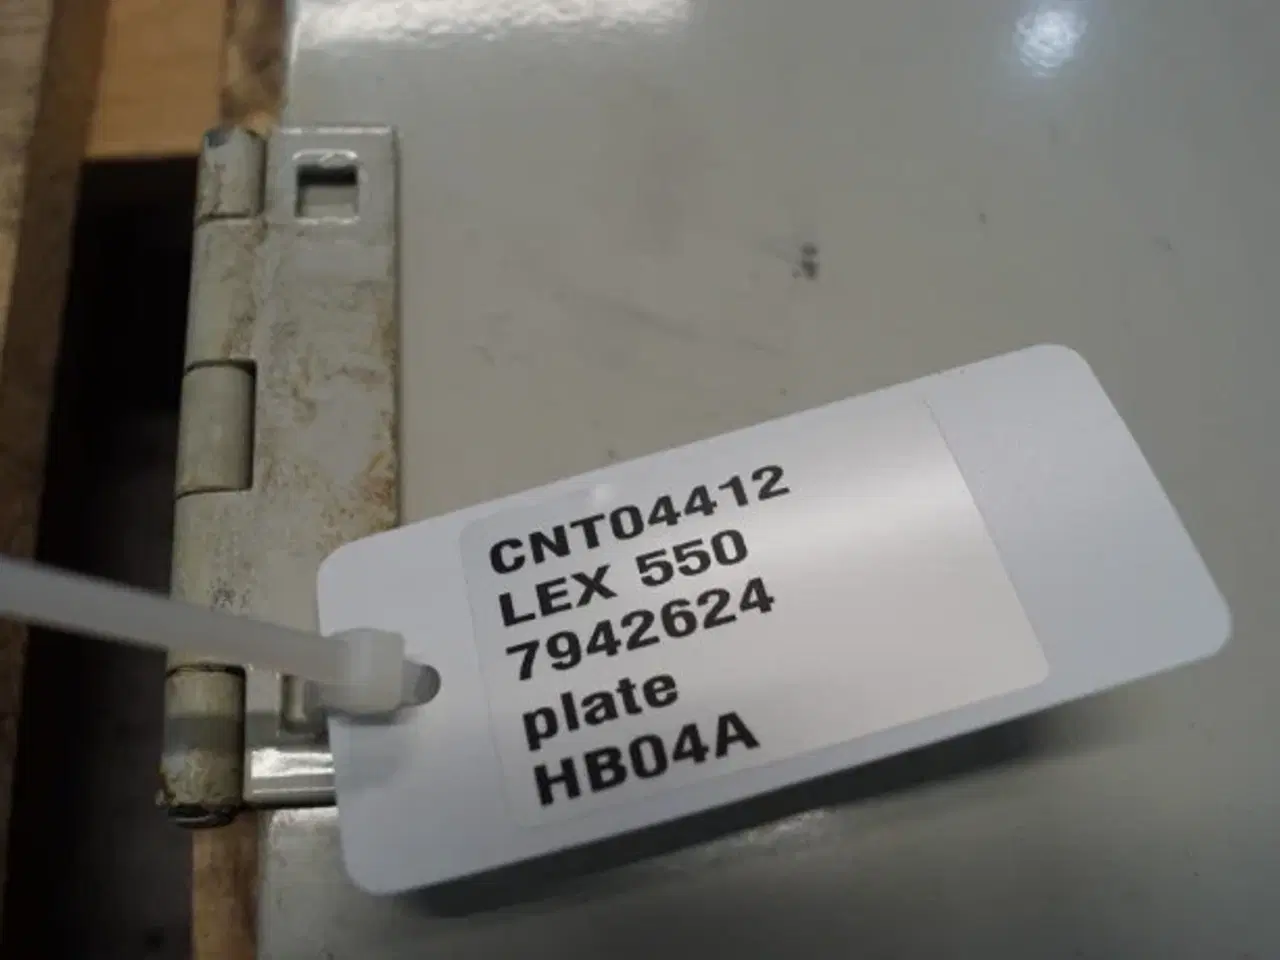 CNT04412
LEX 550
7942624
plate
HB04A